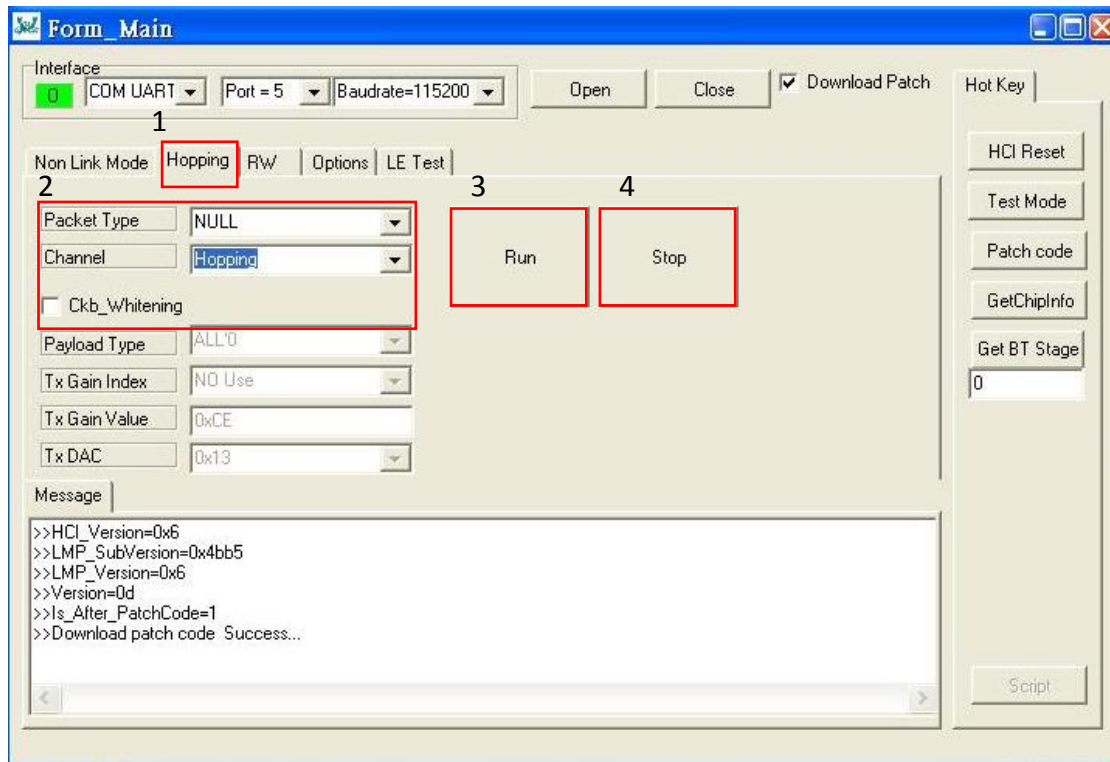 Form_Main
Interface
0 COM UART Port = 5 Baudrate=115200 Open Close Download Patch Hot Key
1
Non Link Mode Hopping RW Options LE Test HCI Reset
2 3 4
Packet Type NULL Test Mode
Channel Hopping Run Stop Patch code
Ckb_Whitening GetChipInfo
Payload Type ALL'0 Get BT Stage
Tx Gain Index NO Use 0
Tx Gain Value 0xCE
Tx DAC 0x13
Message
>>HCI_Version=0x6
>>LMP_SubVersion=0x4bb5
>>LMP_Version=0x6
>>Version=0d
>>Is_After_PatchCode=1
>>Download patch code Success...
Script